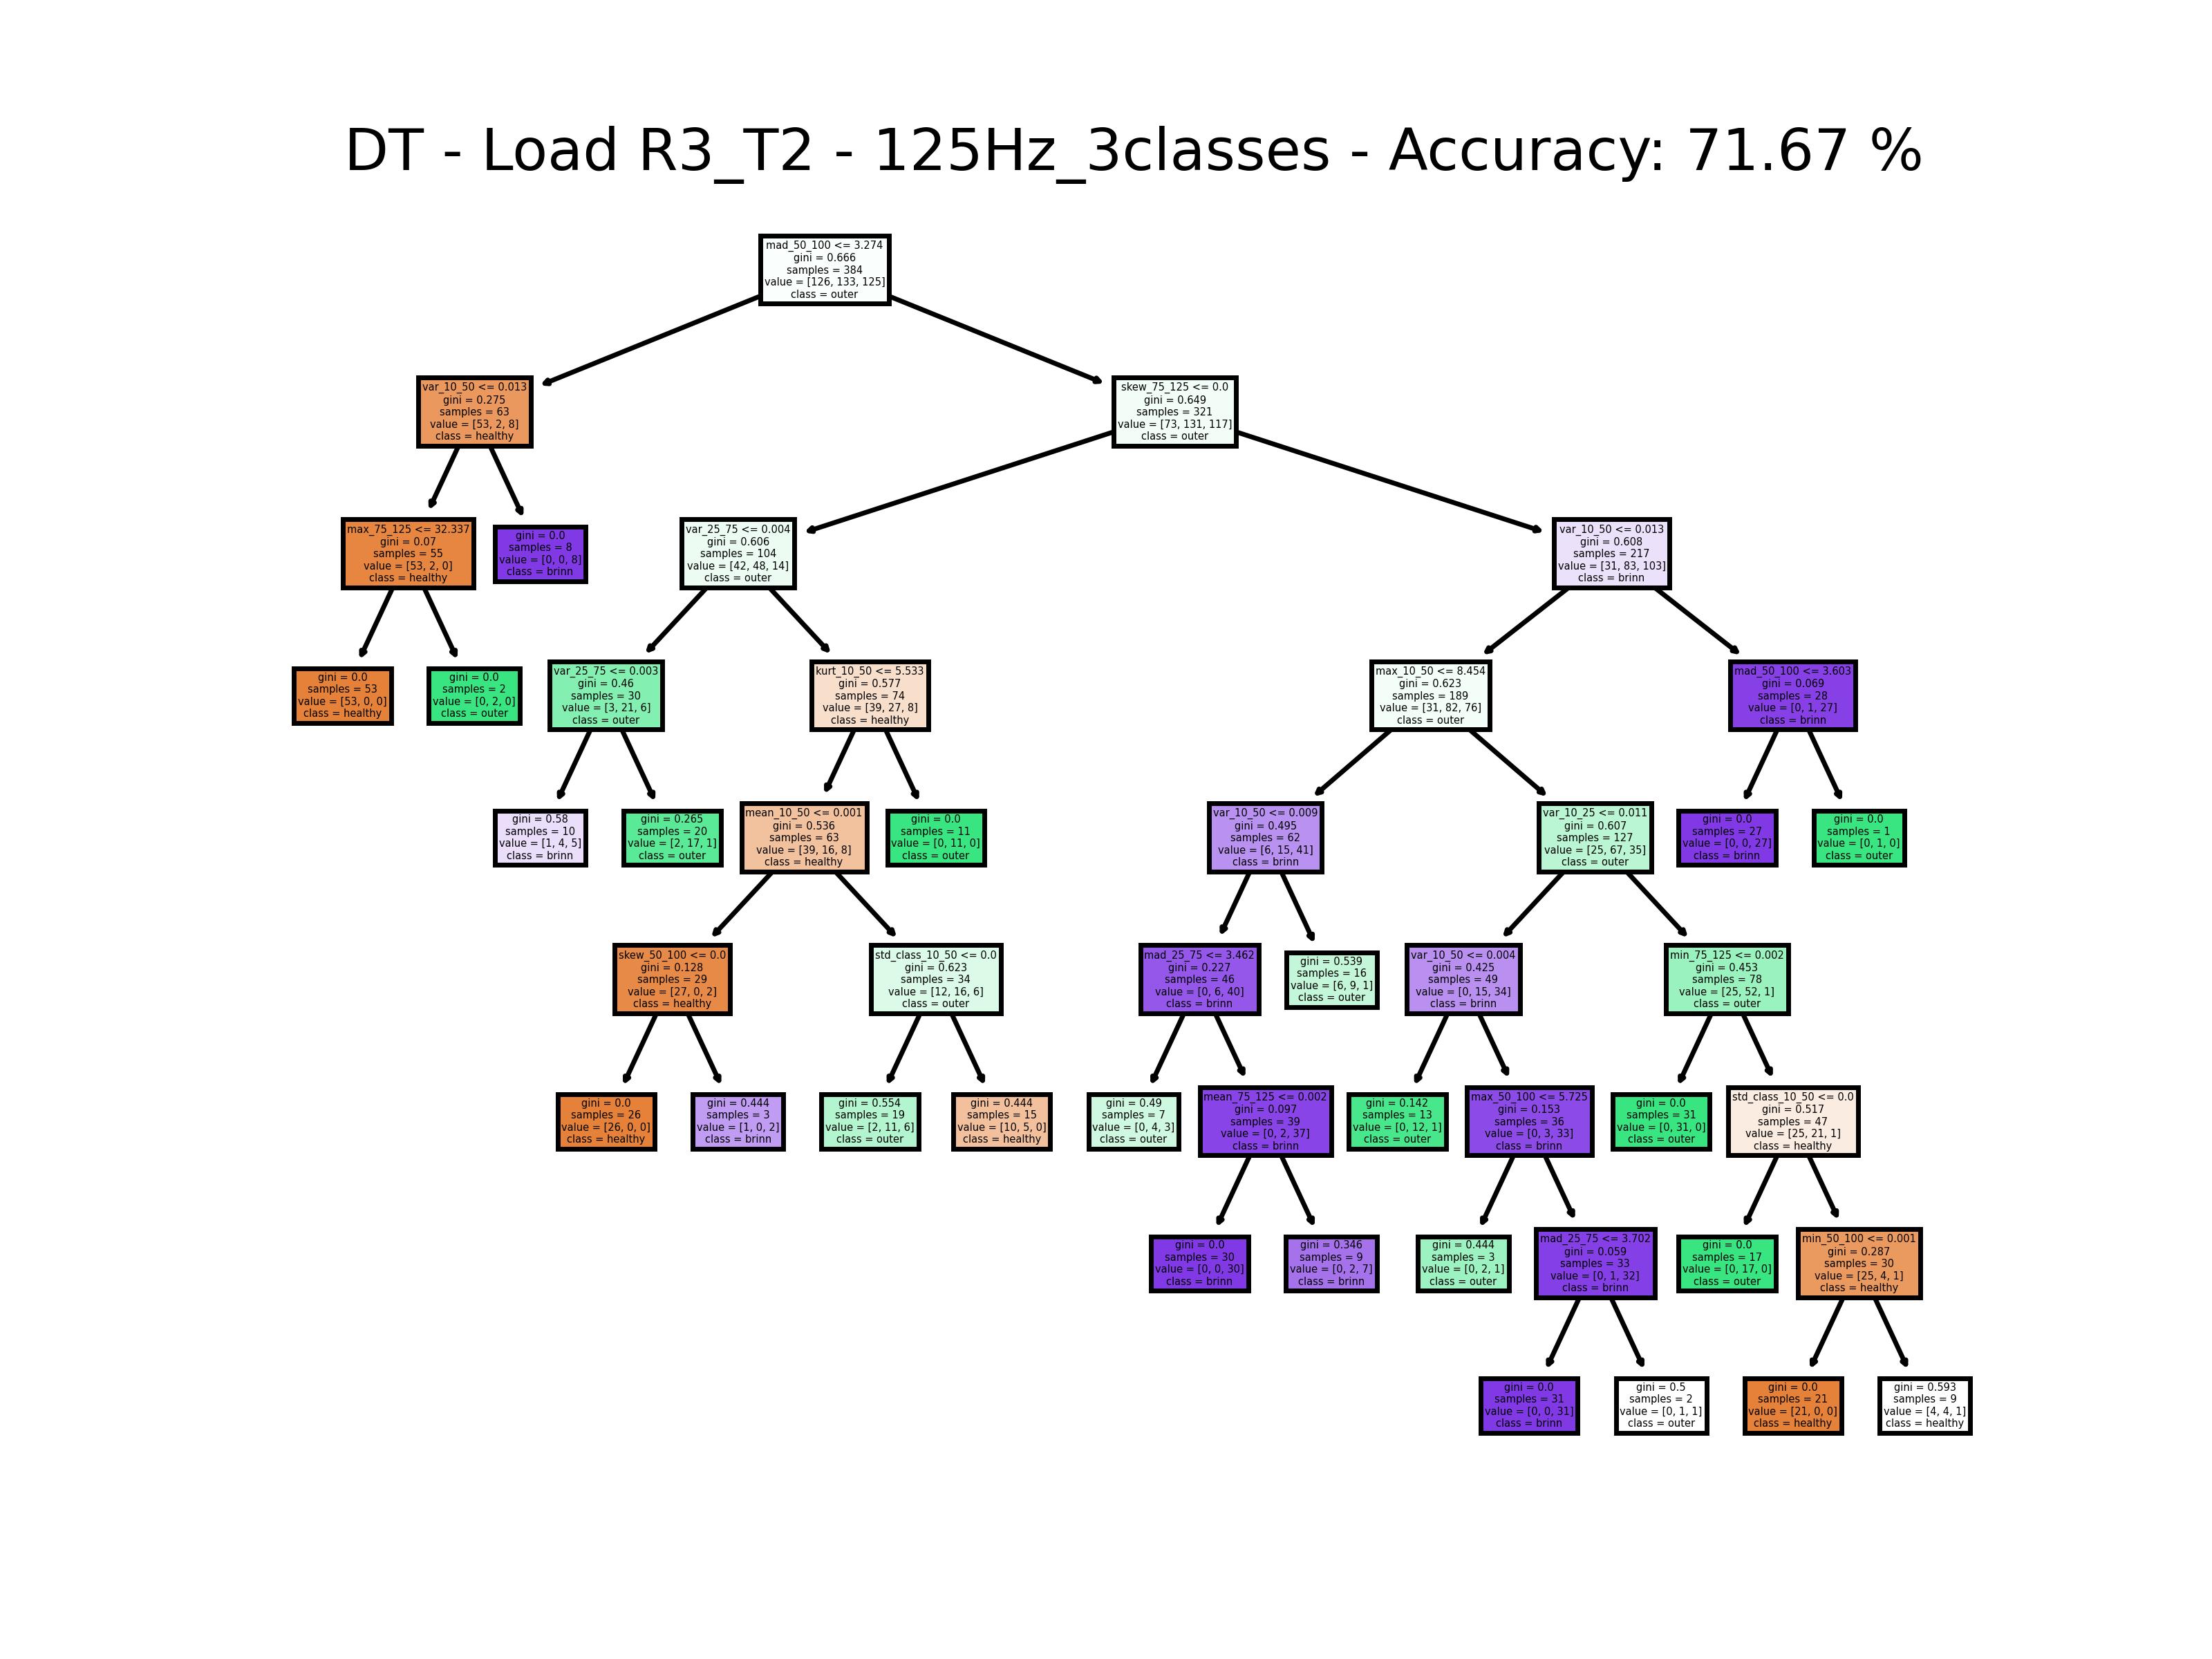 DT - Load R3_T2 - 125Hz_3classes - Accuracy: 71.67 %
mad_50_100 <= 3.274
gini = 0.666
samples = 384
value = [126, 133, 125]
class = outer
var_10_50 <= 0.013
gini = 0.275
samples = 63
value = [53, 2, 8]
class = healthy
skew_75_125 <= 0.0
gini = 0.649
samples = 321
value = [73, 131, 117]
class = outer
max_75_125 <= 32.337
gini = 0.07
samples = 55
value = [53, 2, 0]
class = healthy
gini = 0.0
samples = 8
value = [0, 0, 8]
class = brinn
var_25_75 <= 0.004
gini = 0.606
samples = 104
value = [42, 48, 14]
class = outer
var_10_50 <= 0.013
gini = 0.608
samples = 217
value = [31, 83, 103]
class = brinn
gini = 0.0
samples = 53
value = [53, 0, 0]
class = healthy
gini = 0.0
samples = 2
value = [0, 2, 0]
class = outer
var_25_75 <= 0.003
gini = 0.46
samples = 30
value = [3, 21, 6]
class = outer
kurt_10_50 <= 5.533
gini = 0.577
samples = 74
value = [39, 27, 8]
class = healthy
max_10_50 <= 8.454
gini = 0.623
samples = 189
value = [31, 82, 76]
class = outer
mad_50_100 <= 3.603
gini = 0.069
samples = 28
value = [0, 1, 27]
class = brinn
gini = 0.58
samples = 10
value = [1, 4, 5]
class = brinn
gini = 0.265
samples = 20
value = [2, 17, 1]
class = outer
mean_10_50 <= 0.001
gini = 0.536
samples = 63
value = [39, 16, 8]
class = healthy
gini = 0.0
samples = 11
value = [0, 11, 0]
class = outer
var_10_50 <= 0.009
gini = 0.495
samples = 62
value = [6, 15, 41]
class = brinn
var_10_25 <= 0.011
gini = 0.607
samples = 127
value = [25, 67, 35]
class = outer
gini = 0.0
samples = 27
value = [0, 0, 27]
class = brinn
gini = 0.0
samples = 1
value = [0, 1, 0]
class = outer
skew_50_100 <= 0.0
gini = 0.128
samples = 29
value = [27, 0, 2]
class = healthy
std_class_10_50 <= 0.0
gini = 0.623
samples = 34
value = [12, 16, 6]
class = outer
mad_25_75 <= 3.462
gini = 0.227
samples = 46
value = [0, 6, 40]
class = brinn
gini = 0.539
samples = 16
value = [6, 9, 1]
class = outer
var_10_50 <= 0.004
gini = 0.425
samples = 49
value = [0, 15, 34]
class = brinn
min_75_125 <= 0.002
gini = 0.453
samples = 78
value = [25, 52, 1]
class = outer
gini = 0.0
samples = 26
value = [26, 0, 0]
class = healthy
gini = 0.444
samples = 3
value = [1, 0, 2]
class = brinn
gini = 0.554
samples = 19
value = [2, 11, 6]
class = outer
gini = 0.444
samples = 15
value = [10, 5, 0]
class = healthy
gini = 0.49
samples = 7
value = [0, 4, 3]
class = outer
mean_75_125 <= 0.002
gini = 0.097
samples = 39
value = [0, 2, 37]
class = brinn
gini = 0.142
samples = 13
value = [0, 12, 1]
class = outer
max_50_100 <= 5.725
gini = 0.153
samples = 36
value = [0, 3, 33]
class = brinn
gini = 0.0
samples = 31
value = [0, 31, 0]
class = outer
std_class_10_50 <= 0.0
gini = 0.517
samples = 47
value = [25, 21, 1]
class = healthy
gini = 0.0
samples = 30
value = [0, 0, 30]
class = brinn
gini = 0.346
samples = 9
value = [0, 2, 7]
class = brinn
gini = 0.444
samples = 3
value = [0, 2, 1]
class = outer
mad_25_75 <= 3.702
gini = 0.059
samples = 33
value = [0, 1, 32]
class = brinn
gini = 0.0
samples = 17
value = [0, 17, 0]
class = outer
min_50_100 <= 0.001
gini = 0.287
samples = 30
value = [25, 4, 1]
class = healthy
gini = 0.0
samples = 31
value = [0, 0, 31]
class = brinn
gini = 0.5
samples = 2
value = [0, 1, 1]
class = outer
gini = 0.0
samples = 21
value = [21, 0, 0]
class = healthy
gini = 0.593
samples = 9
value = [4, 4, 1]
class = healthy